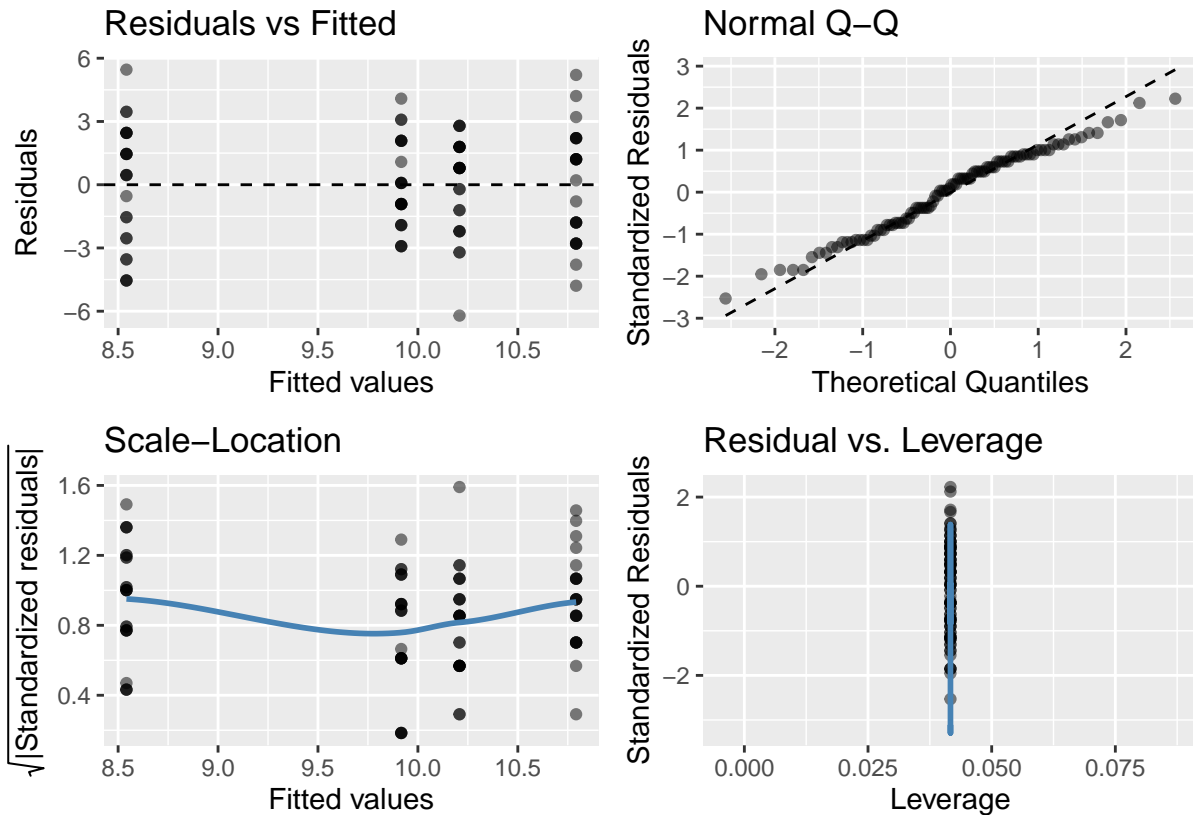 Residuals vs Fitted
6
3
0
−3
−6
Residuals
8.5 9.0 9.5 10.0 10.5
Fitted values
Normal Q−Q
3
2
1
0
−1
−2
−3
Standardized Residuals
−2 −1 0 1 2
Theoretical Quantiles
Scale−Location
1.6
1.2
0.8
0.4
√|Standardized residuals|
8.5 9.0 9.5 10.0 10.5
Fitted values
Residual vs. Leverage
2
0
−2
Standardized Residuals
0.000 0.025 0.050 0.075
Leverage